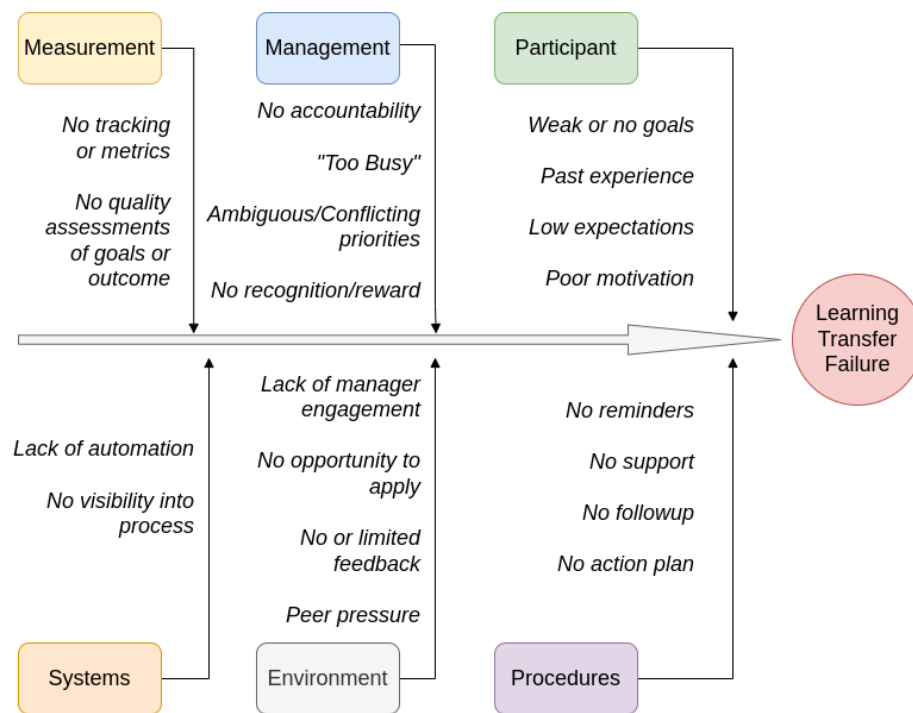 Measurement
Management
Participant
No tracking
or metrics
No quality
assessments
of goals or
outcome
No accountability
"Too Busy"
Ambiguous/Conflicting
priorities
No recognition/reward
Weak or no goals
Past experience
Low expectations
Poor motivation
Learning
Transfer
Failure
Lack of automation
No visibility into
process
Lack of manager
engagement
No opportunity to
apply
No or limited
feedback
Peer pressure
No reminders
No support
No followup
No action plan
Systems
Environment
Procedures